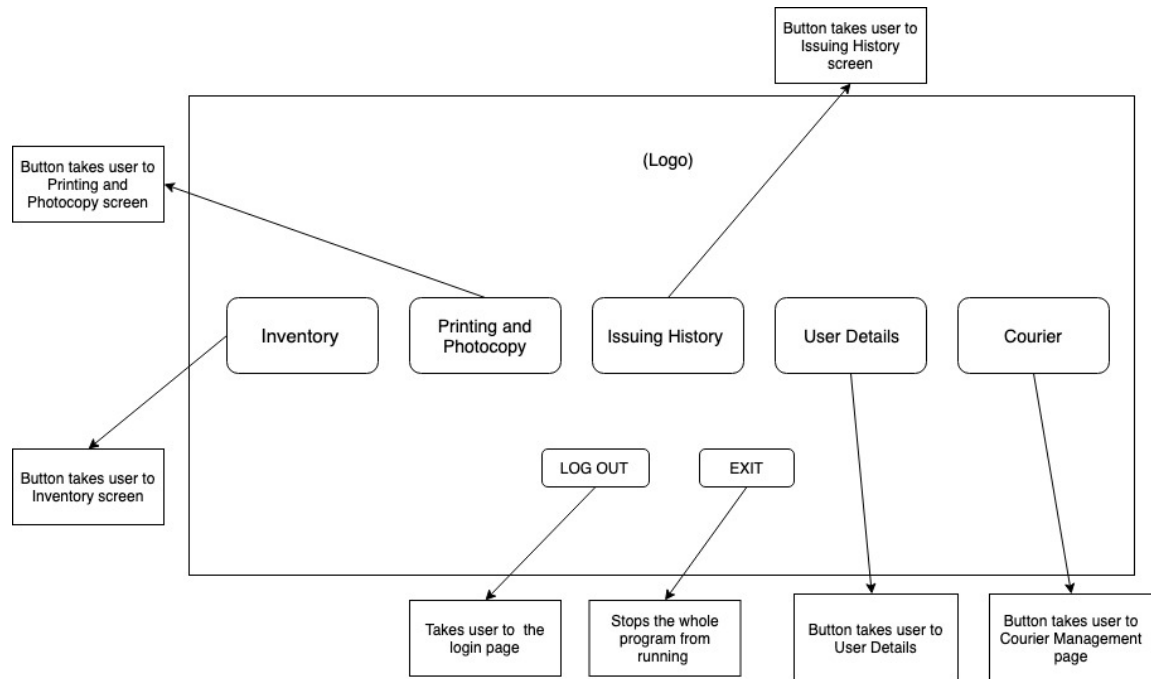 Button takes user to
Issuing History
screen
(Logo)
Button takes user to
Printing and
Photocopy screen
Inventory
Printing and
Photocopy
Issuing History
User Details
Courier
Button takes user to
Inventory screen
LOG OUT
EXIT
Takes user to the
login page
Stops the whole
program from
running
Button takes user to
User Details
Button takes user to
Courier Management
page